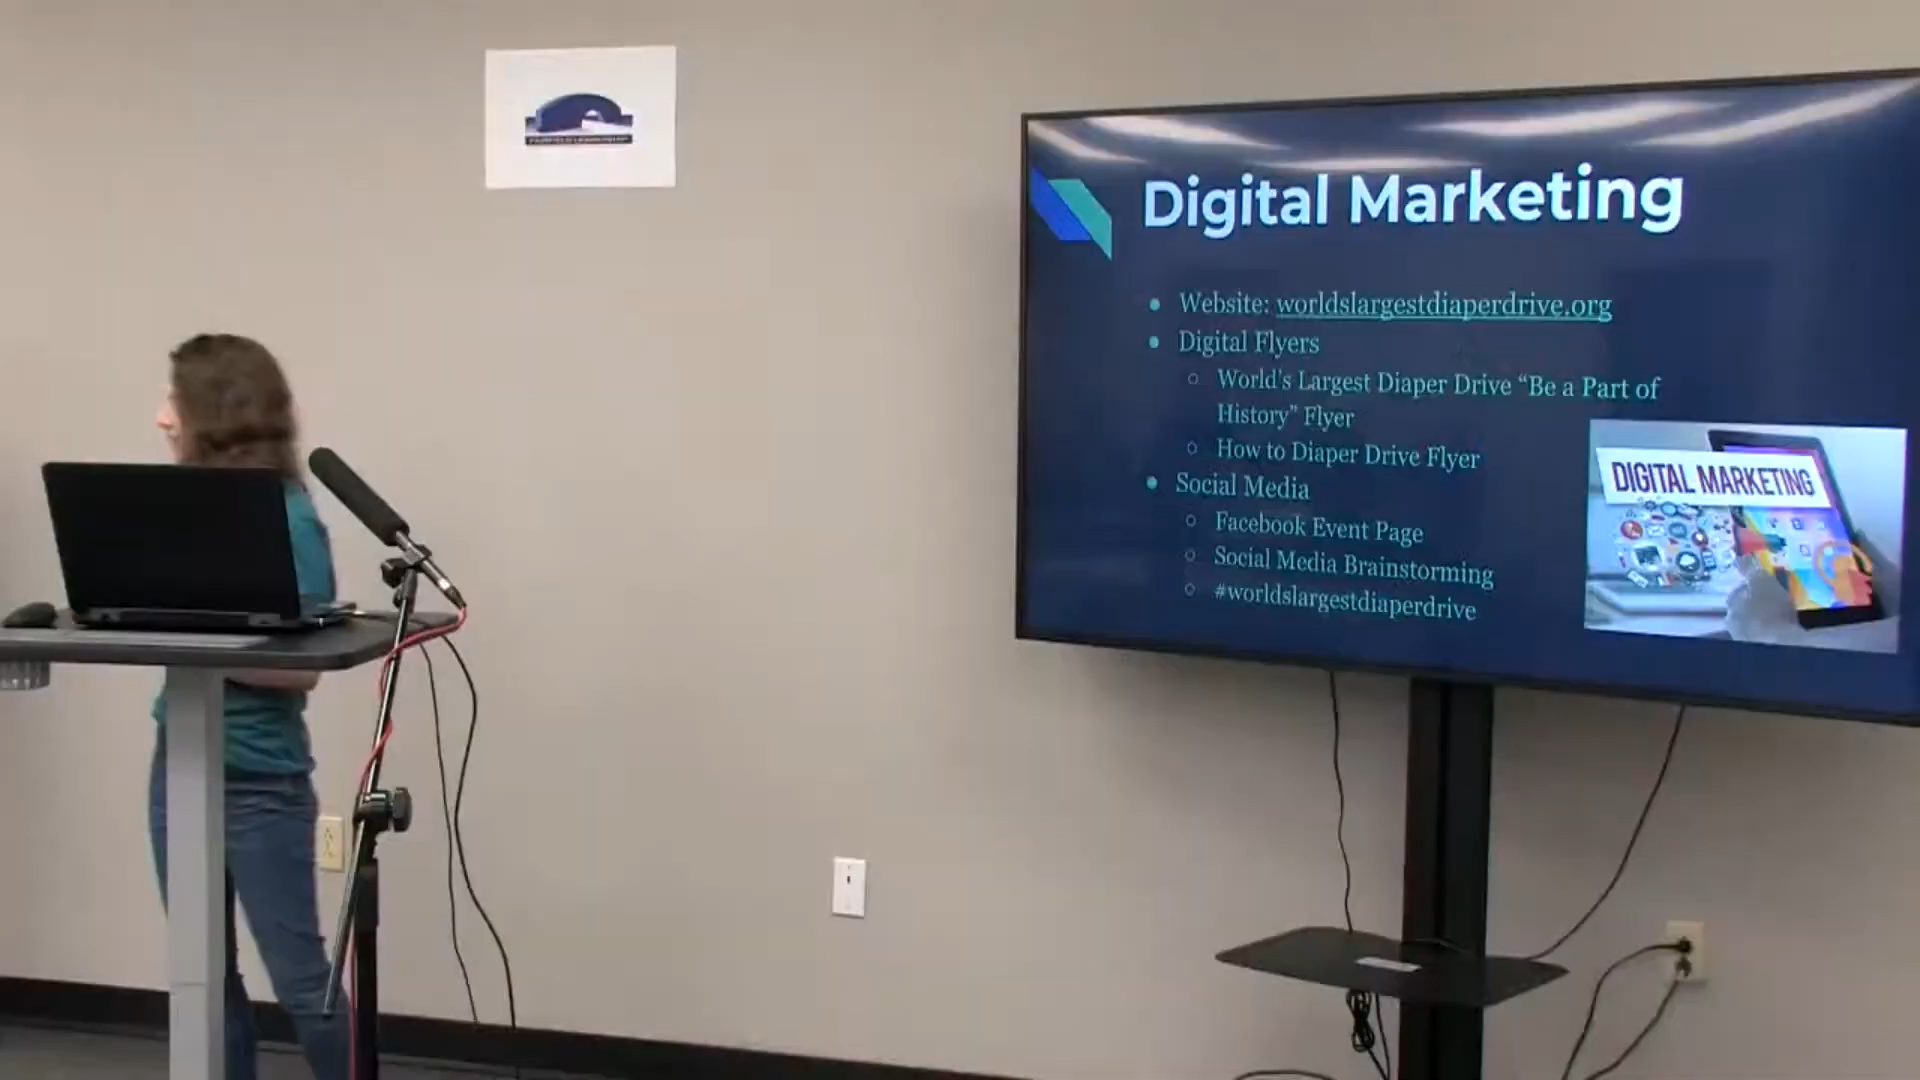 Digital Marketing
Website: worldslargestdiaperdrive.org
Digital Flyers
World's Largest Diaper Drive “Be a Part of
History” Flyer
How to Diaper Drive Flyer
Social Media
Facebook Event Page
Social Media Brainstorming
#worldslargestdiaperdrive
DIGITAL MARKETING